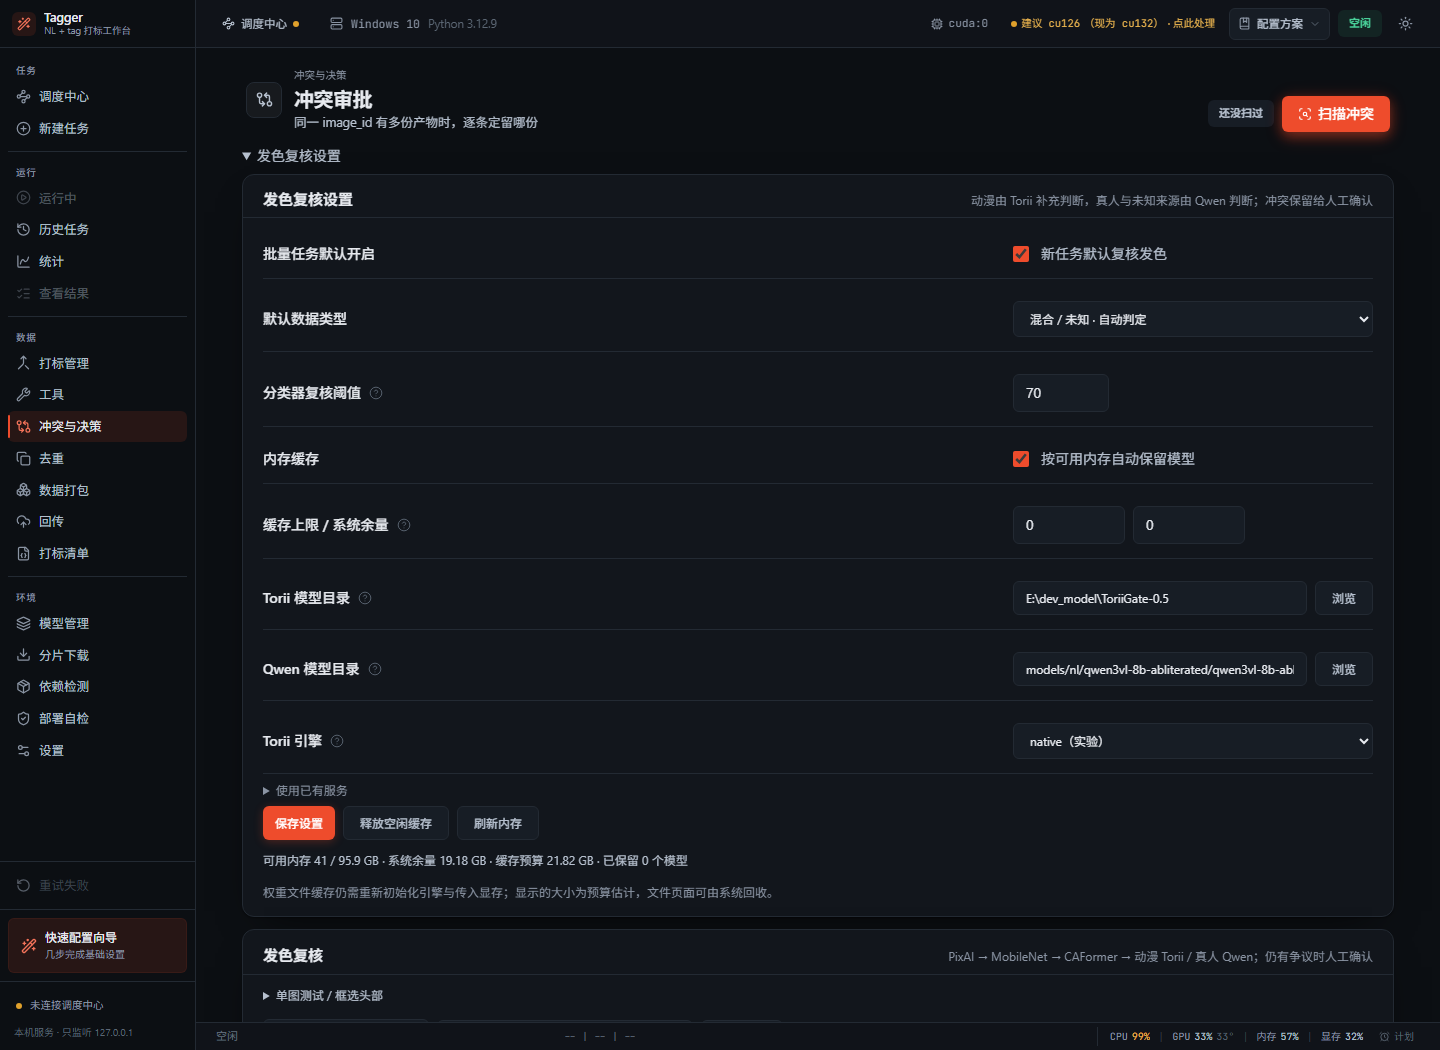 Tagger
NL + tag 打标工作台
调度中心
Windows 10 Python 3.12.9
cuda:0
建议 cu126 （现为 cu132） · 点此处理
配置方案
空闲
任务
调度中心
新建任务
运行
运行中
历史任务
统计
查看结果
数据
打标管理
工具
冲突与决策
去重
数据打包
回传
打标清单
环境
模型管理
分片下载
依赖检测
部署自检
设置
重试失败
快速配置向导
几步完成基础设置
未连接调度中心
本机服务 · 只监听 127.0.0.1
冲突与决策
冲突审批
同一 image_id 有多份产物时，逐条定留哪份
还没扫过
扫描冲突
▼ 发色复核设置
发色复核设置
动漫由 Torii 补充判断，真人与未知来源由 Qwen 判断；冲突保留给人工确认
批量任务默认开启
新任务默认复核发色
默认数据类型
混合 / 未知 · 自动判定
分类器复核阈值 ?
70
内存缓存
按可用内存自动保留模型
缓存上限 / 系统余量 ?
0
0
Torii 模型目录 ?
E:\dev_model\ToriiGate-0.5
浏览
Qwen 模型目录 ?
models/nl/qwen3vl-8b-abliterated/qwen3vl-8b-abl
浏览
Torii 引擎 ?
native（实验）
▶ 使用已有服务
保存设置
释放空闲缓存
刷新内存
可用内存 41 / 95.9 GB · 系统余量 19.18 GB · 缓存预算 21.82 GB · 已保留 0 个模型
权重文件缓存仍需重新初始化引擎与传入显存；显示的大小为预算估计，文件页面可由系统回收。
发色复核
PixAI → MobileNet → CAFormer → 动漫 Torii / 真人 Qwen；仍有争议时人工确认
▶ 单图测试 / 框选头部
空闲
-- | -- | --
CPU 99% | GPU 33% 33° | 内存 57% | 显存 32%
计划